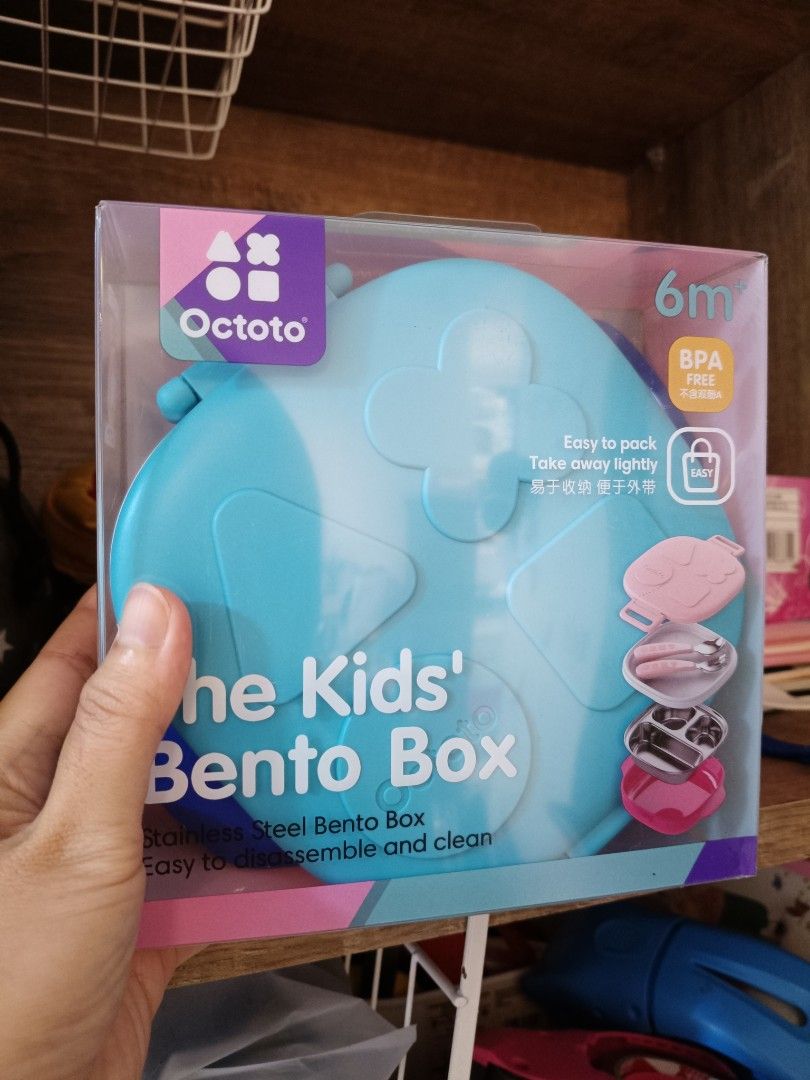 Octoto®
6m+
BPA
FREE
不含双酚A
Easy to pack
Take away lightly
易于收纳 便于外带
EASY
he Kids'
Bento Box
Stainless Steel Bento Box
Easy to disassemble and clean